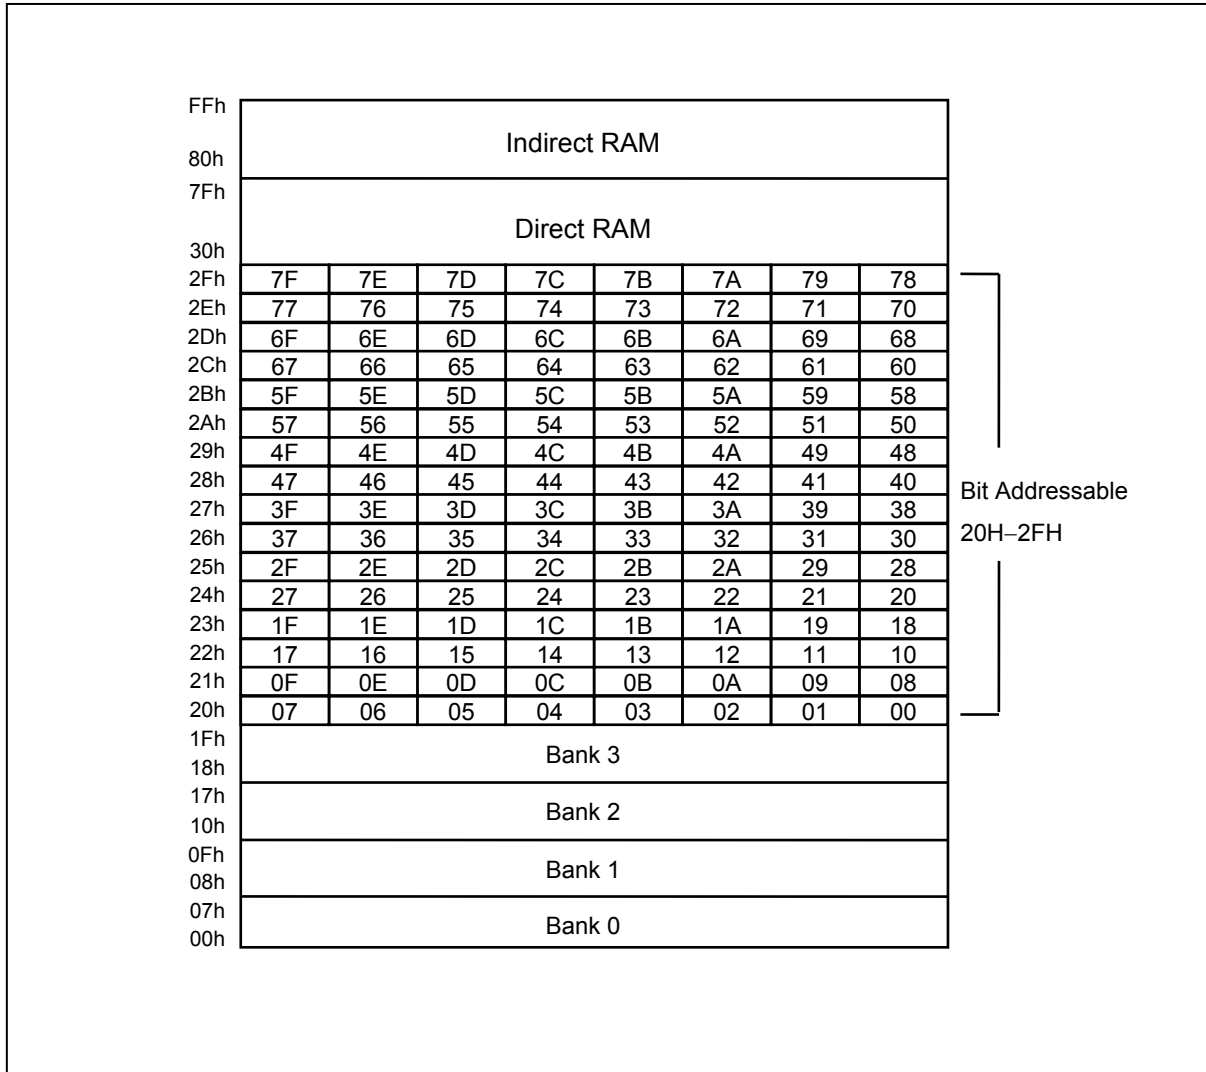 FFh
Indirect RAM
80h
7Fh
Direct RAM
30h
2Fh 7F 7E 7D 7C 7B 7A 79 78
2Eh 77 76 75 74 73 72 71 70
2Dh 6F 6E 6D 6C 6B 6A 69 68
2Ch 67 66 65 64 63 62 61 60
2Bh 5F 5E 5D 5C 5B 5A 59 58
2Ah 57 56 55 54 53 52 51 50
29h 4F 4E 4D 4C 4B 4A 49 48
28h 47 46 45 44 43 42 41 40
27h 3F 3E 3D 3C 3B 3A 39 38
26h 37 36 35 34 33 32 31 30
25h 2F 2E 2D 2C 2B 2A 29 28
24h 27 26 25 24 23 22 21 20
23h 1F 1E 1D 1C 1B 1A 19 18
22h 17 16 15 14 13 12 11 10
21h 0F 0E 0D 0C 0B 0A 09 08
20h 07 06 05 04 03 02 01 00
Bit Addressable
20H–2FH
1Fh
Bank 3
18h
17h
Bank 2
10h
0Fh
Bank 1
08h
07h
Bank 0
00h